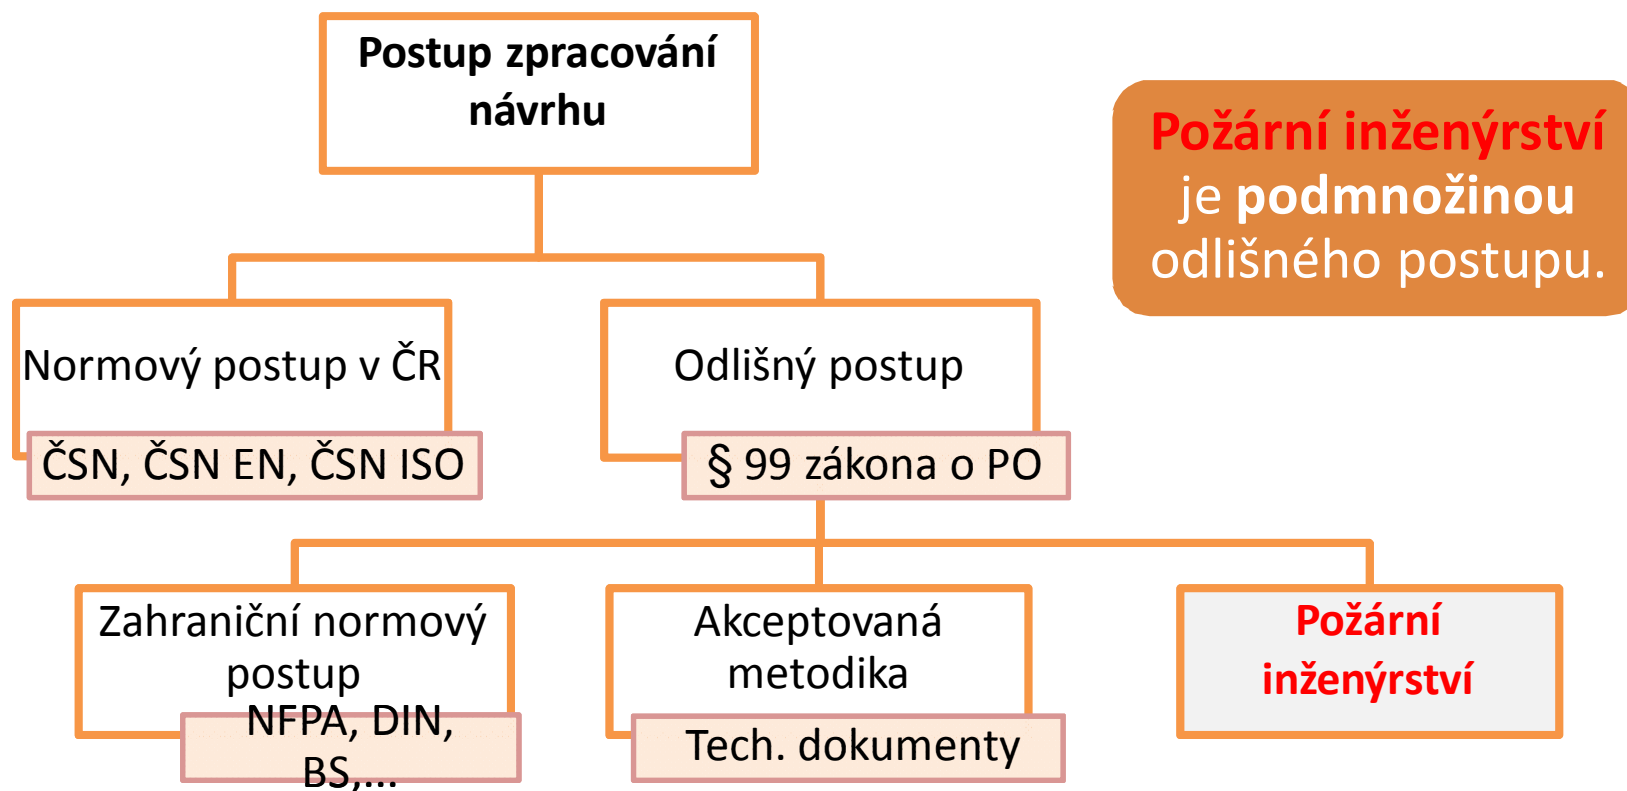 Postup zpracování
návrhu
Požární inženýrství
je podmnožinou
odlišného postupu.
Normový postup v ČR
ČSN, ČSN EN, ČSN ISO
Odlišný postup
§ 99 zákona o PO
Zahraniční normový
postup
NFPA, DIN,
BS,...
Akceptovaná
metodika
Tech. dokumenty
Požární
inženýrství